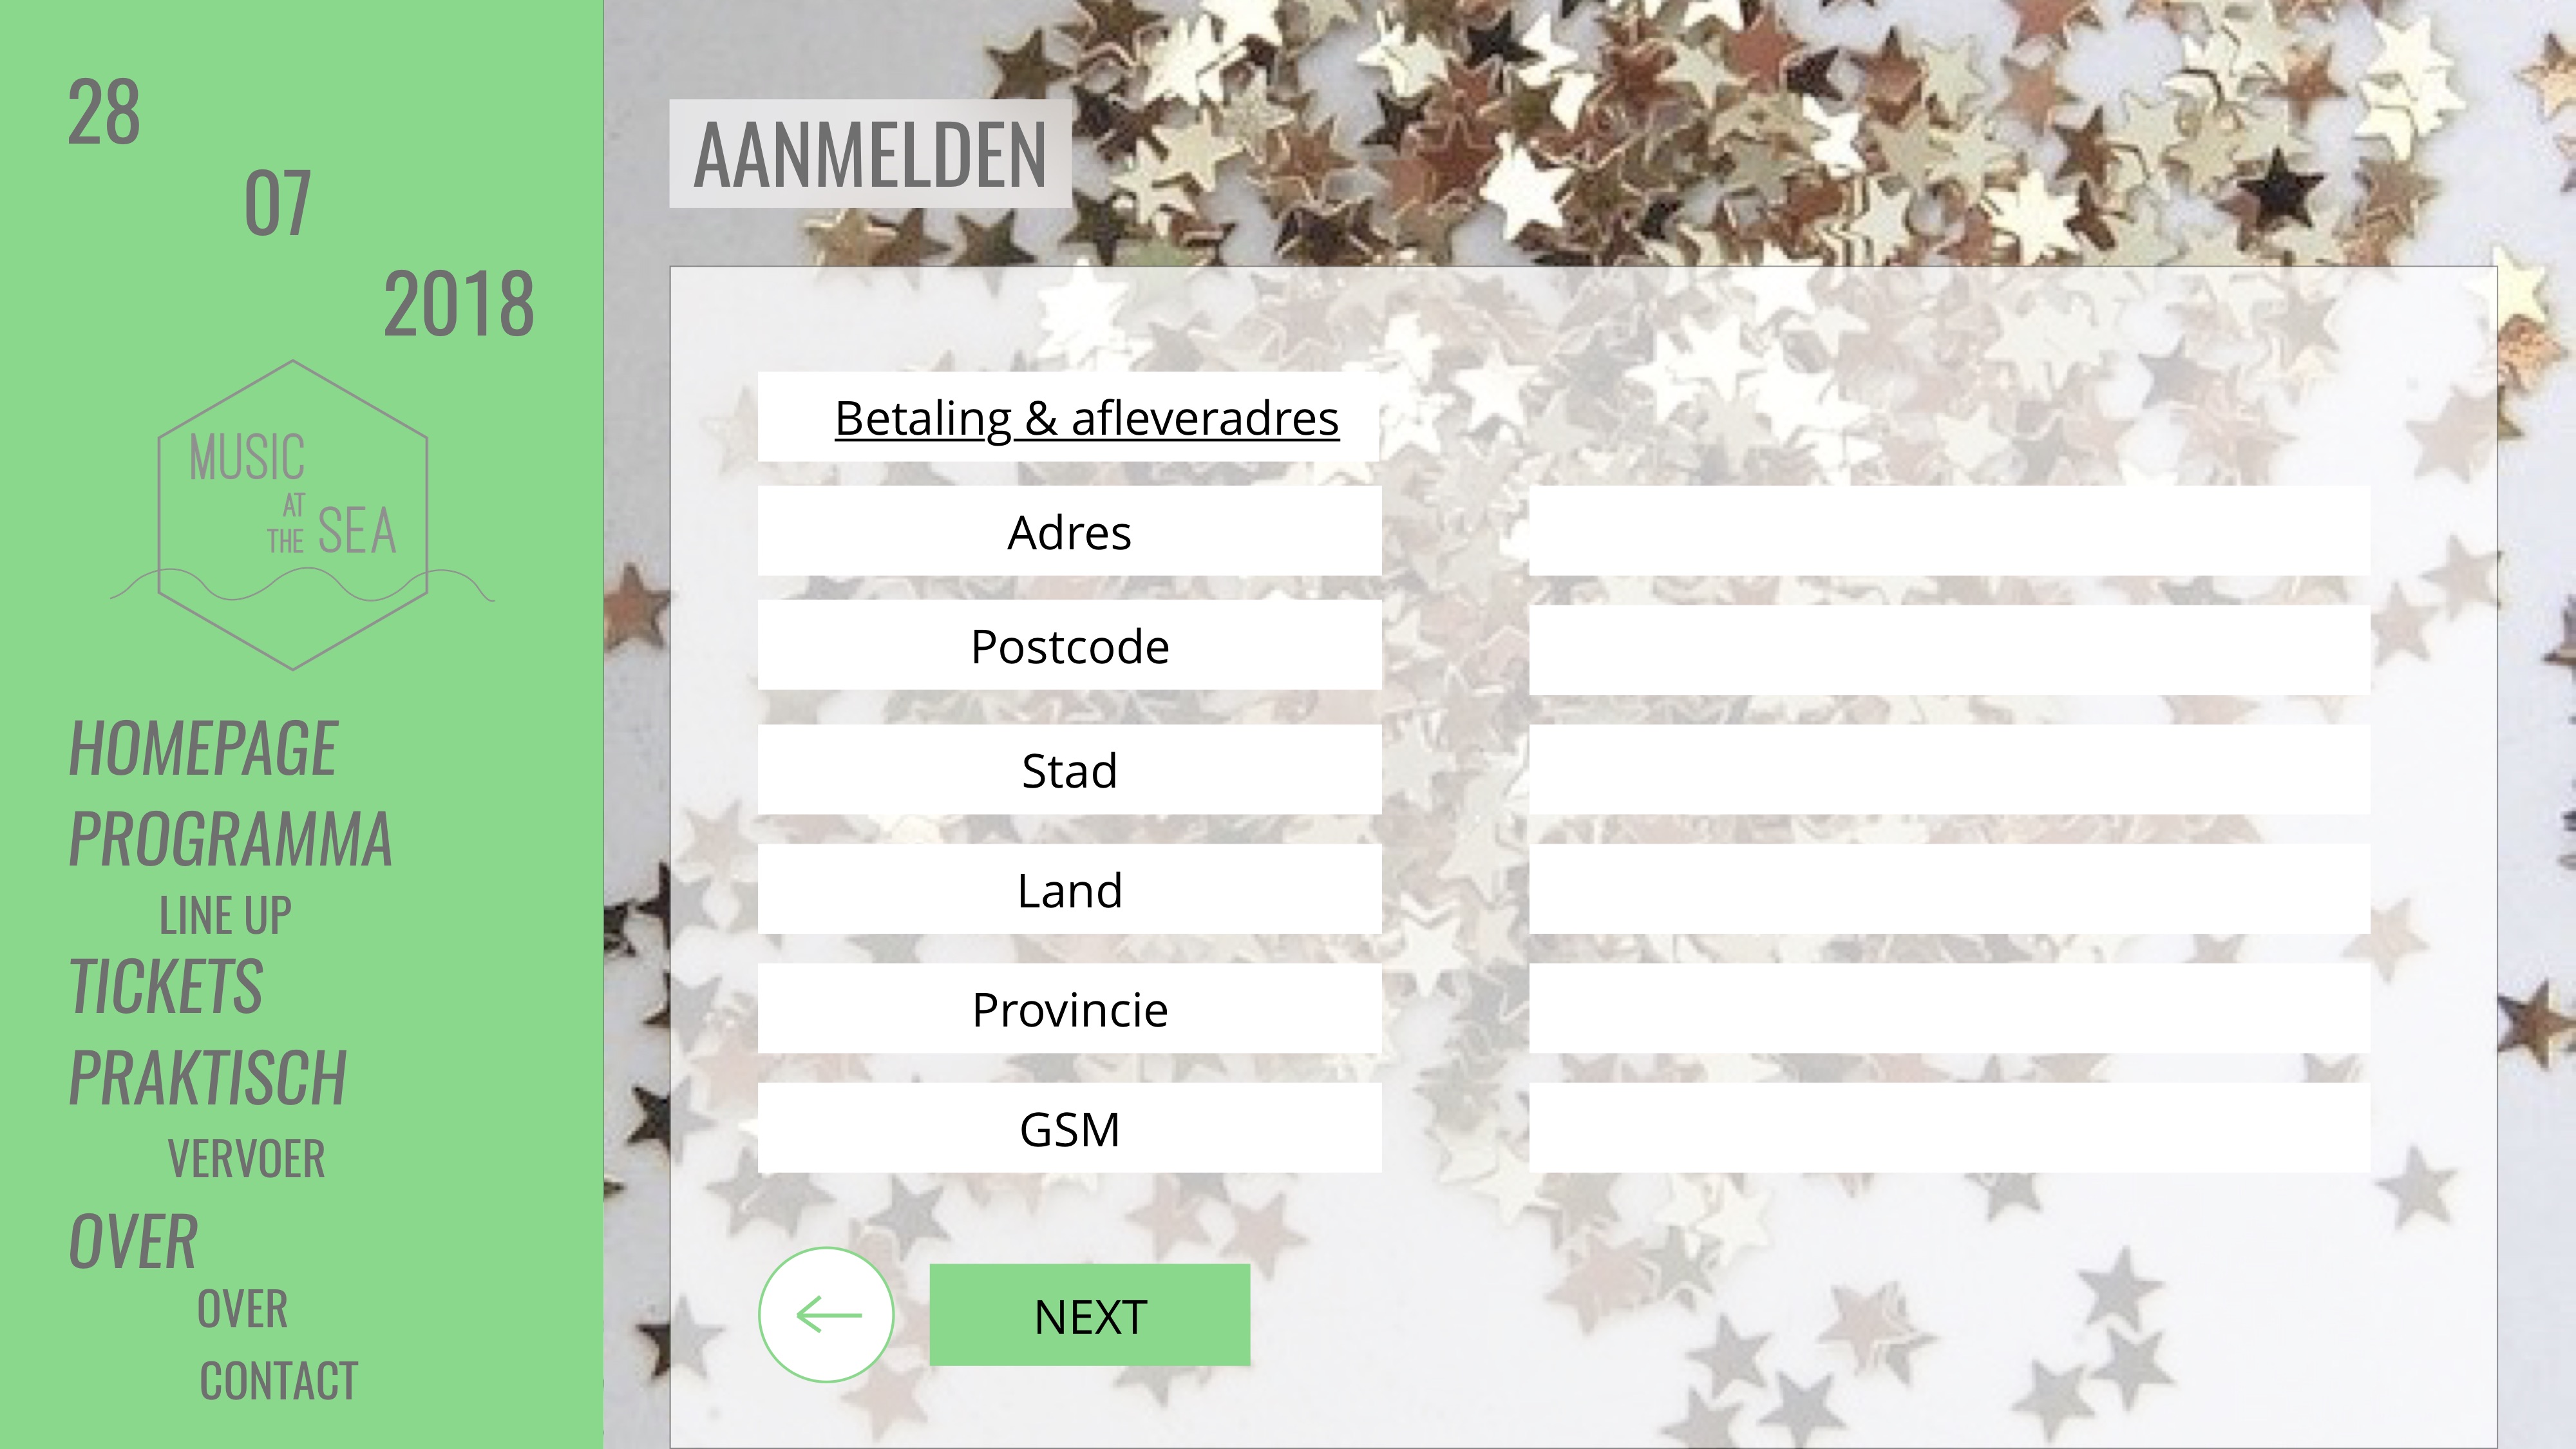 28
07
2018
MUSIC
AT
THE SEA
HOMEPAGE
PROGRAMMA
LINE UP
TICKETS
PRAKTISCH
VERVOER
OVER
OVER
CONTACT
AANMELDEN
Betaling & afleveradres
Adres
Postcode
Stad
Land
Provincie
GSM
NEXT